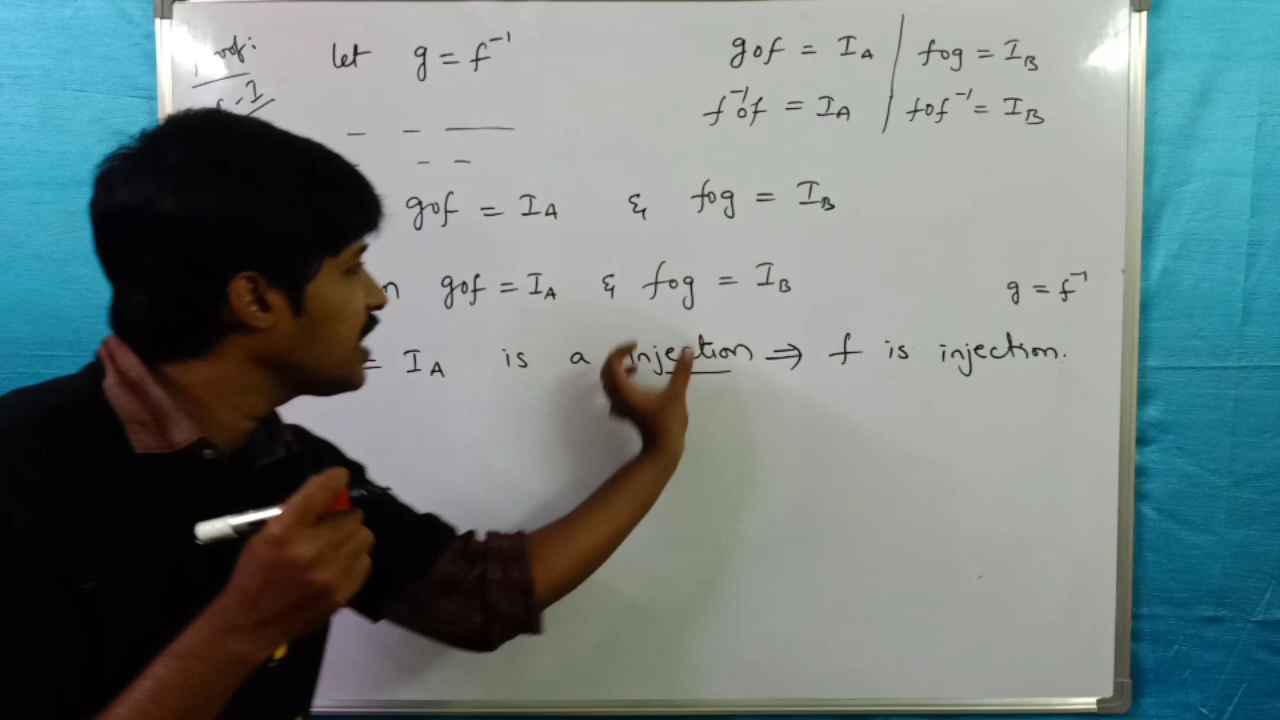 let g = f⁻¹
gof = I_A | fog = I_B
f⁻¹of = I_A | fof⁻¹ = I_B
gof = I_A & fog = I_B
gof = I_A & fog = I_B
g = f⁻¹
= I_A is a injection ⇒ f is injection.